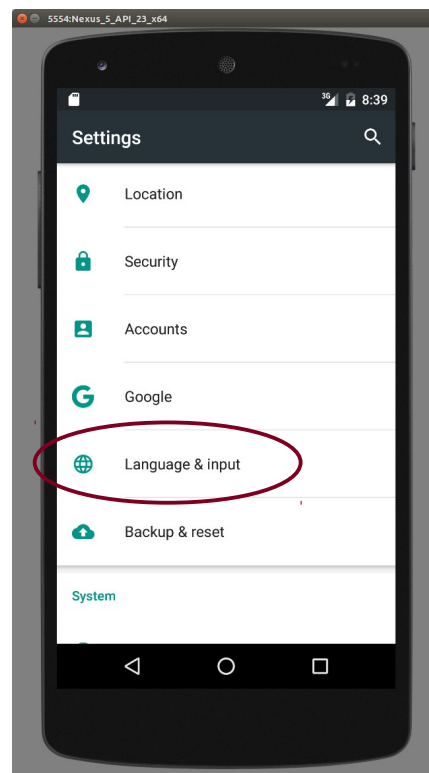 5554:Nexus_5_API_23_x64
3G 8:39
Settings
Location
Security
Accounts
Google
Language & input
Backup & reset
System